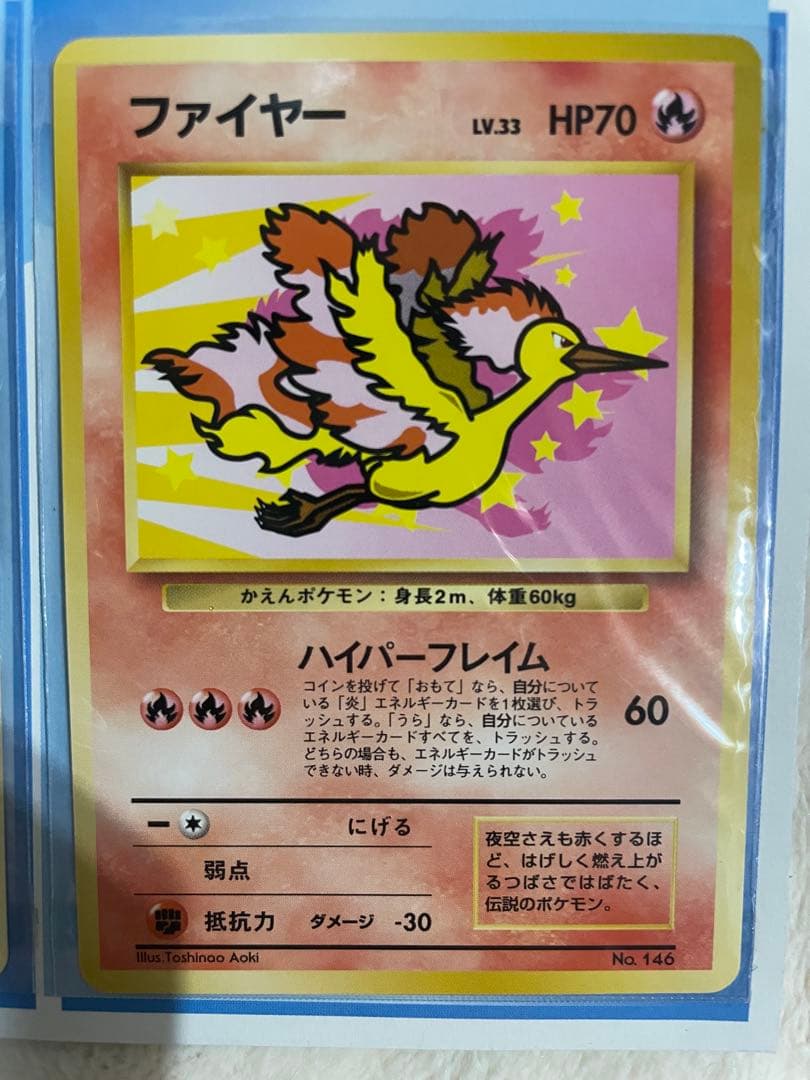 ファイヤー LV.33 HP70
かえんポケモン：身長2m、体重60kg
ハイパーフレイム
コインを投げて「おもて」なら、自分について
いる「炎」エネルギーカードを1枚選び、トラ
ッシュする。「うら」なら、自分についている
エネルギーカードすべてを、トラッシュする。
どちらの場合も、エネルギーカードがトラッシュ
できない時、ダメージは与えられない。
60
にげる
弱点
抵抗力 ダメージ -30
夜空さえも赤くするほ
ど、はげしく燃え上が
るつばさではばたく、
伝説のポケモン。
Illus.Toshinao Aoki
No. 146